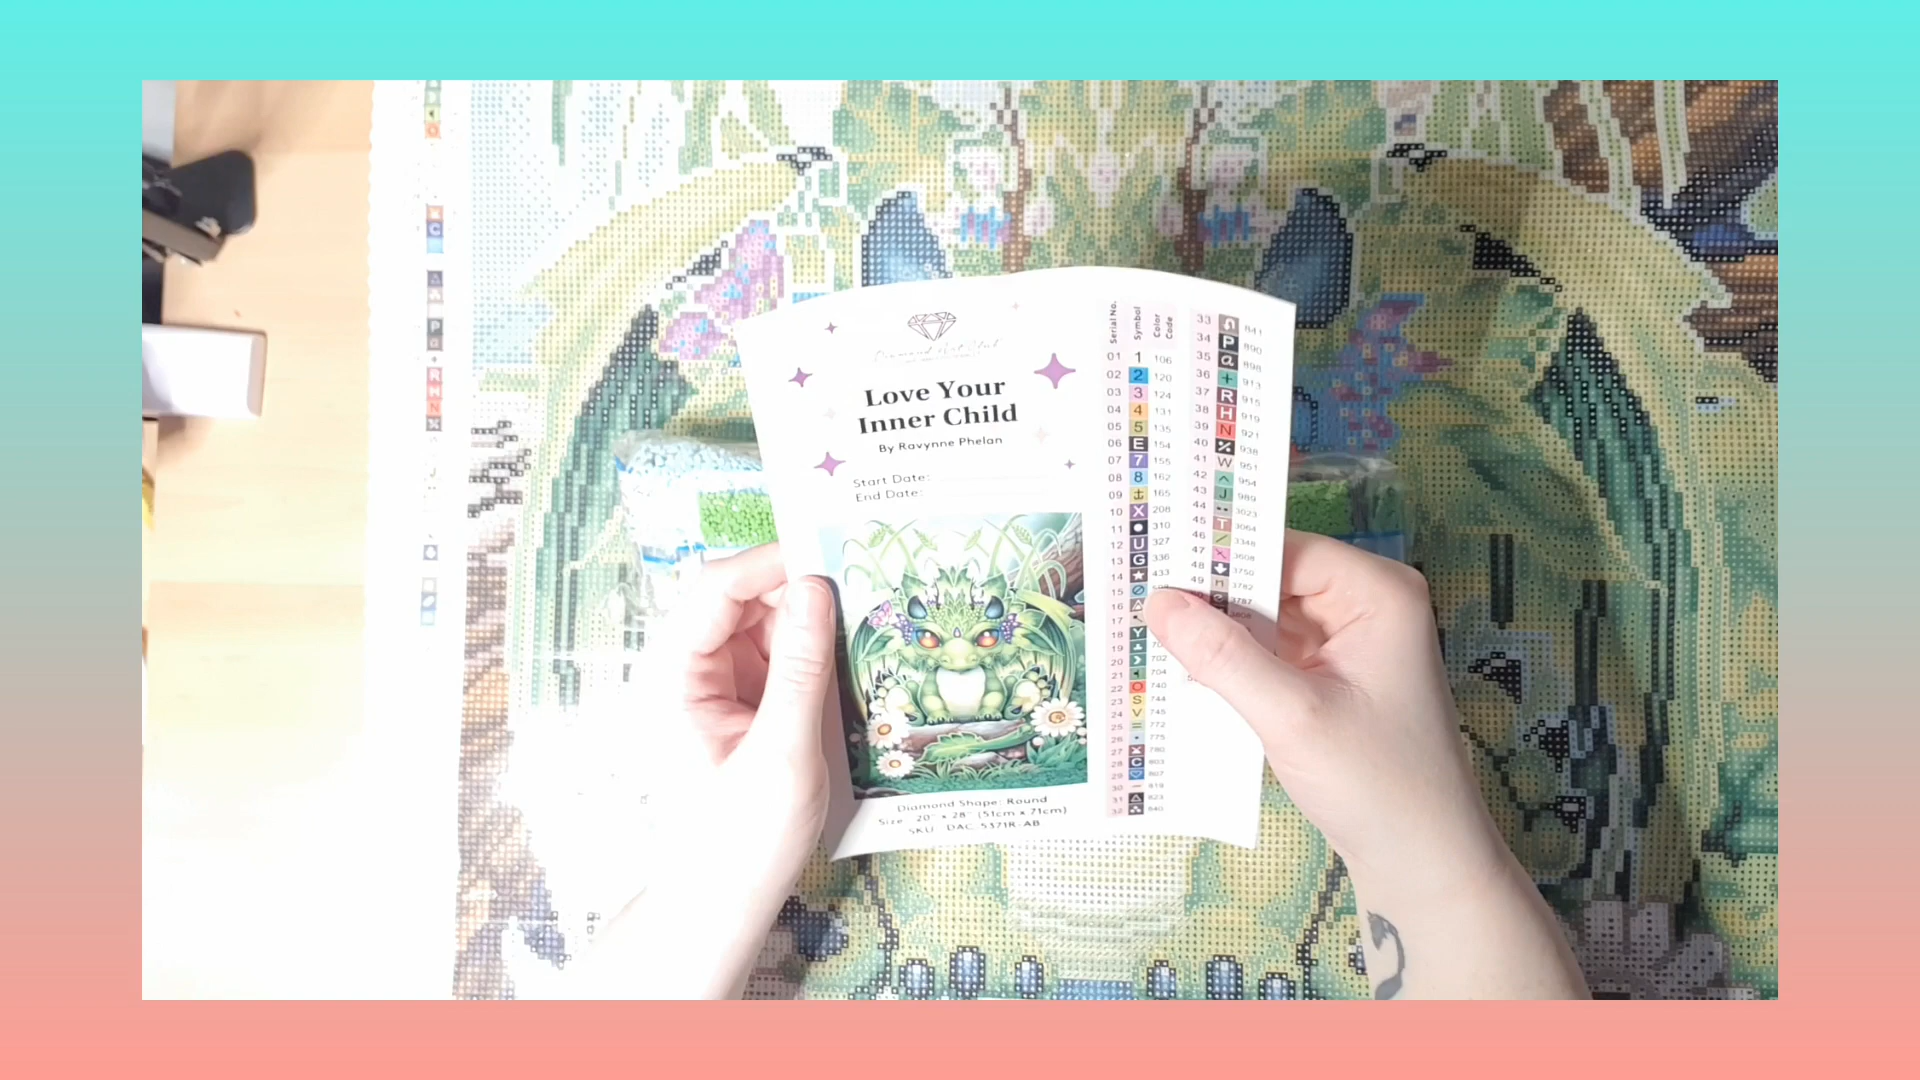 Diamond Art Club
Love Your
Inner Child
By Ravynne Phelan
Start Date:
End Date:
Diamond Shape: Round
Size: 20" x 28" (51cm x 71cm)
SKU: DAC.5371R-AB
Serial No. Symbol Color Code
01 1 106
02 2 120
03 3 124
04 4 131
05 5 135
06 E 154
07 7 155
08 8 162
09 165
10 X 208
11 310
12 U 327
13 G 336
14 433
15
16
17
18 Y
19
20 702
21 704
22 740
23 S 744
24 V 745
25 = 772
26 775
27 780
28 C 803
29 807
30 819
31 823
32 840
33 841
34 P 890
35 a 898
36 + 913
37 R 915
38 H 919
39 N 921
40 938
41 W 951
42 954
43 J 989
44 3023
45 T 3064
46 3348
47 3608
48 3750
49 3782
3787